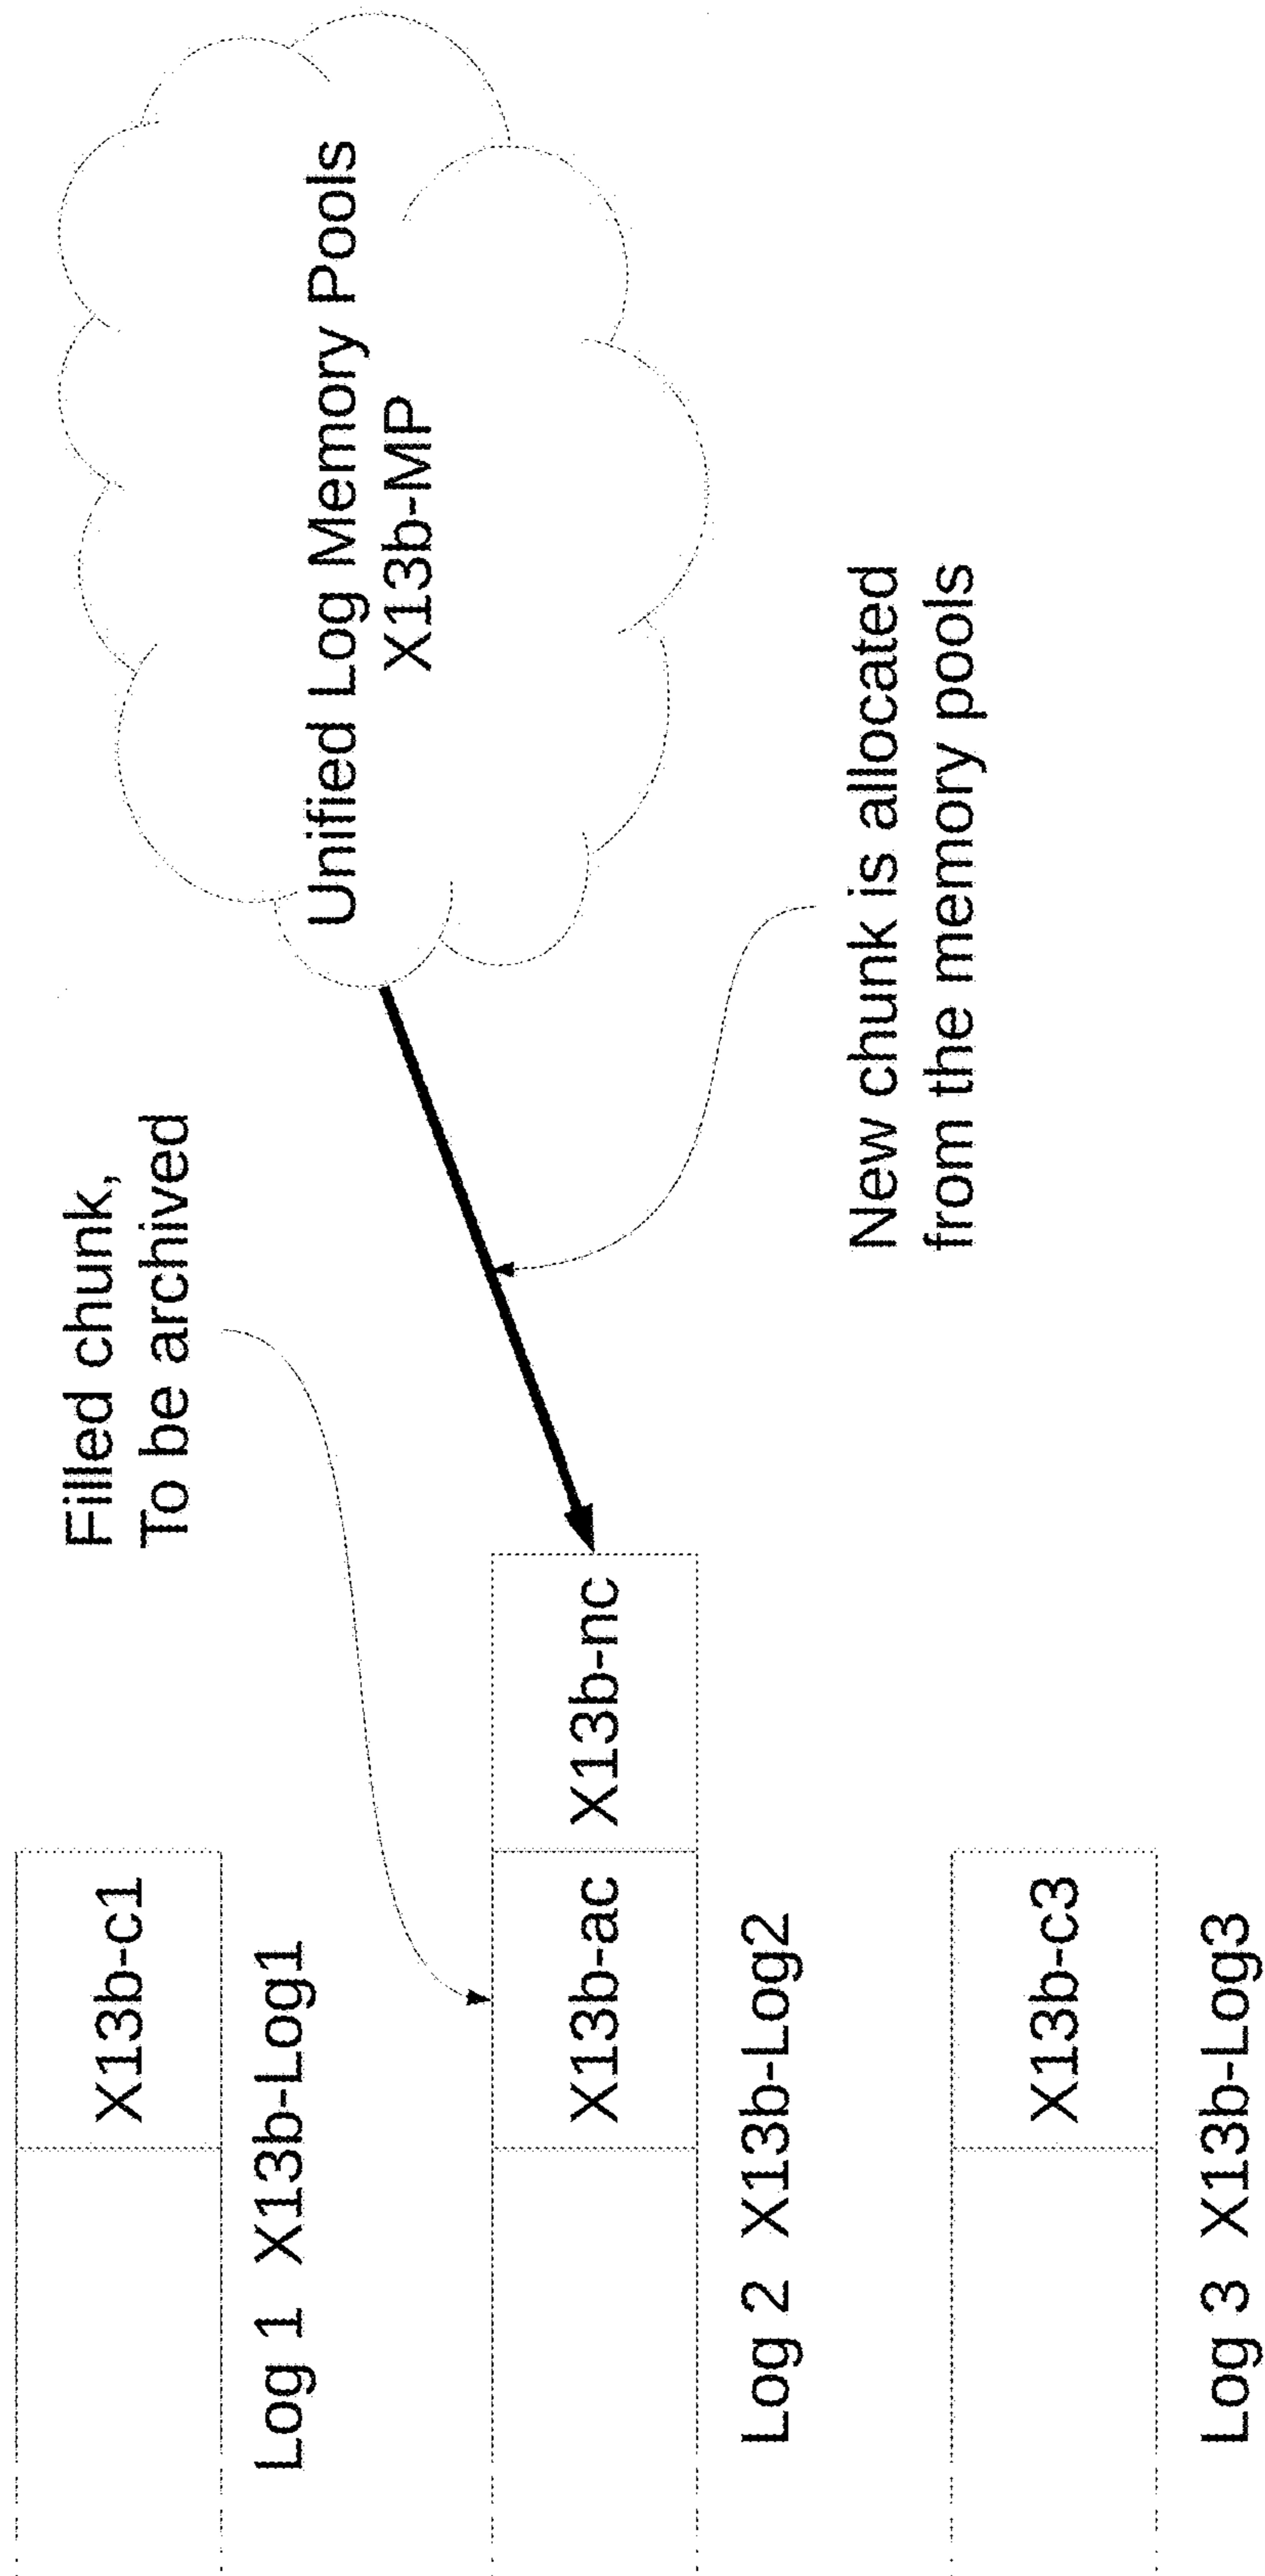 X13b-c1
Log 1 X13b-Log1
Filled chunk,
To be archived
X13b-ac
X13b-nc
Log 2 X13b-Log2
Unified Log Memory Pools
X13b-MP
New chunk is allocated
from the memory pools
X13b-c3
Log 3 X13b-Log3